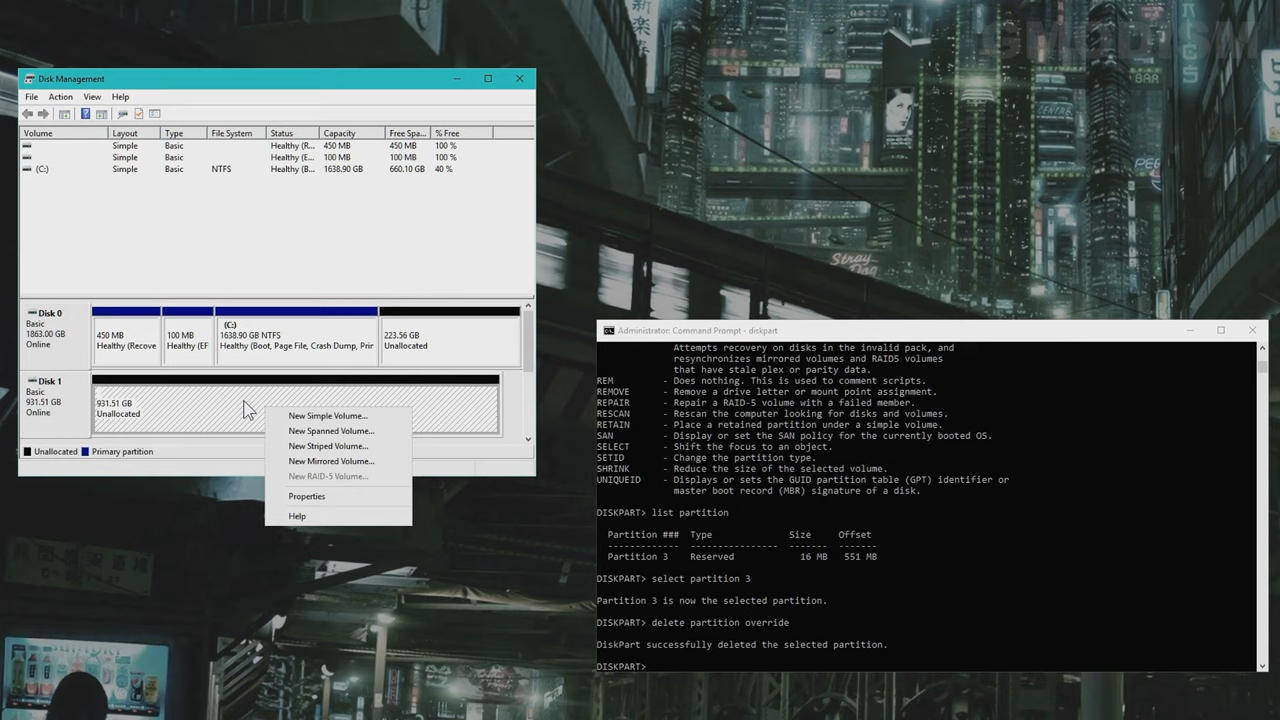 新
楽
EMUDISM
BAR
CENTRE
PEE
Stray
Dog
Disk Management
File Action View Help
Volume Layout Type File System Status Capacity Free Spa... % Free
Simple Basic Healthy (R... 450 MB 450 MB 100 %
Simple Basic Healthy (E... 100 MB 100 MB 100 %
(C:) Simple Basic NTFS Healthy (B... 1638.90 GB 660.10 GB 40 %
Disk 0
Basic
1863.00 GB
Online
450 MB
Healthy (Recove
100 MB
Healthy (EF
(C:)
1638.90 GB NTFS
Healthy (Boot, Page File, Crash Dump, Prir
223.56 GB
Unallocated
Disk 1
Basic
931.51 GB
Online
931.51 GB
Unallocated
Unallocated Primary partition
New Simple Volume...
New Spanned Volume...
New Striped Volume...
New Mirrored Volume...
New RAID-5 Volume...
Properties
Help
Administrator: Command Prompt - diskpart
Attempts recovery on disks in the invalid pack, and
resynchronizes mirrored volumes and RAID5 volumes
that have stale plex or parity data.
REM - Does nothing. This is used to comment scripts.
REMOVE - Remove a drive letter or mount point assignment.
REPAIR - Repair a RAID-5 volume with a failed member.
RESCAN - Rescan the computer looking for disks and volumes.
RETAIN - Place a retained partition under a simple volume.
SAN - Display or set the SAN policy for the currently booted OS.
SELECT - Shift the focus to an object.
SETID - Change the partition type.
SHRINK - Reduce the size of the selected volume.
UNIQUEID - Displays or sets the GUID partition table (GPT) identifier or
master boot record (MBR) signature of a disk.
DISKPART> list partition
Partition ### Type Size Offset
------------- ---------------- ------- -------
Partition 3 Reserved 16 MB 551 MB
DISKPART> select partition 3
Partition 3 is now the selected partition.
DISKPART> delete partition override
DiskPart successfully deleted the selected partition.
DISKPART>